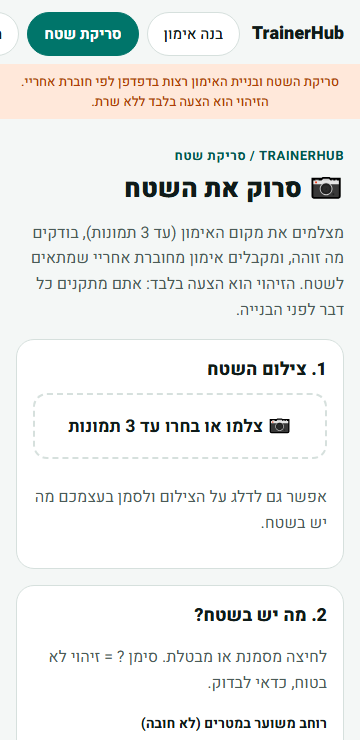 TrainerHub
בנה אימון
סריקת שטח
סריקת השטח ובניית האימון רצות בדפדפן לפי חוברת אחריי.
הזיהוי הוא הצעה בלבד ללא שרת.
TRAINERHUB / סריקת שטח
📷 סרוק את השטח
מצלמים את מקום האימון (עד 3 תמונות), בודקים
מה זוהה, ומקבלים אימון מחוברת אחריי שמתאים
לשטח. הזיהוי הוא הצעה בלבד: אתם מתקנים כל
דבר לפני הבנייה.
1. צילום השטח
📷 צלמו או בחרו עד 3 תמונות
אפשר גם לדלג על הצילום ולסמן בעצמכם מה
יש בשטח.
2. מה יש בשטח?
לחיצה מסמנת או מבטלת. סימן ? = זיהוי לא
בטוח, כדאי לבדוק.
רוחב משוער במטרים (לא חובה)